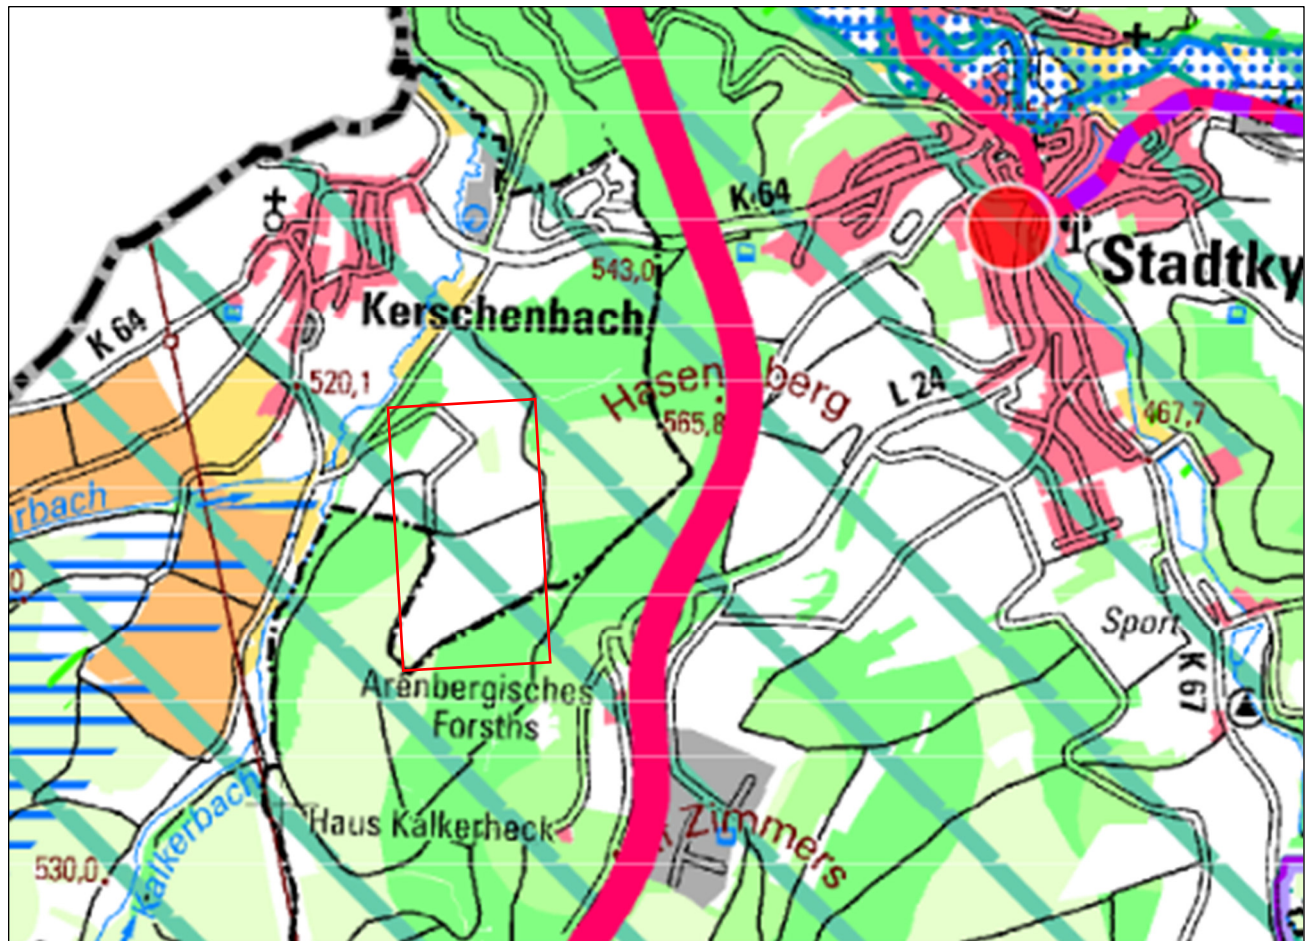 K 64
Stadtky
543,0
Kerschenbach
K 64
Hasen berg
520,1
L 24
565,8
467,7
rbach
0
Sport
K 67
Arenbergisches
Forsths
Haus Kalkerheck
Zimmers
Kalkerbach
530,0